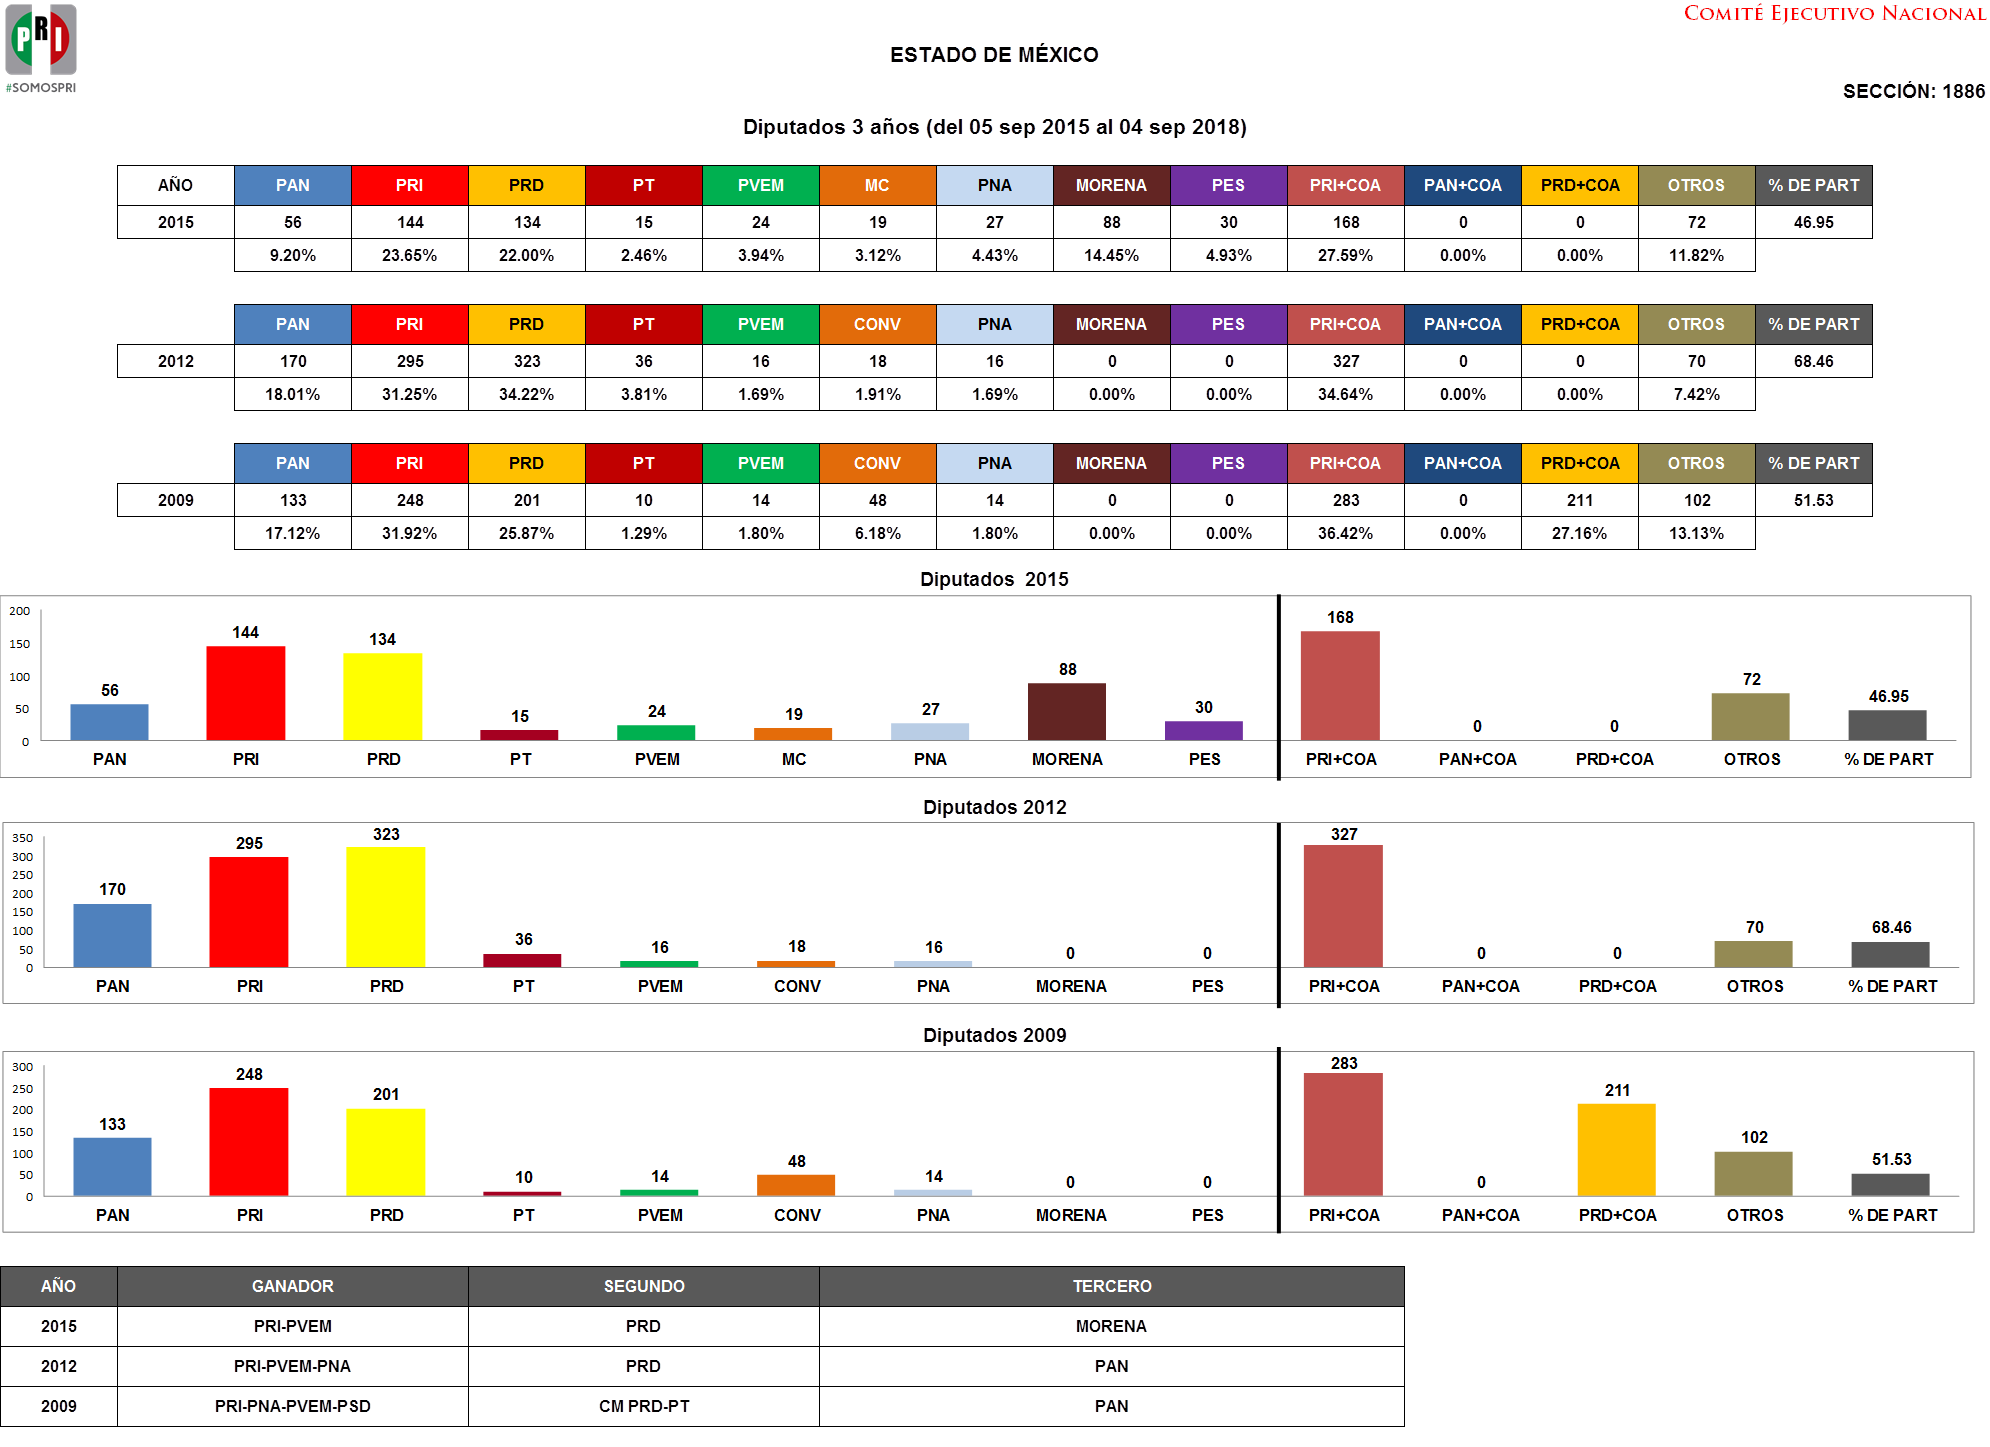 PRI
#SOMOSPRI
COMITÉ EJECUTIVO NACIONAL
ESTADO DE MÉXICO
SECCIÓN: 1886
Diputados 3 años (del 05 sep 2015 al 04 sep 2018)
AÑO PAN PRI PRD PT PVEM MC PNA MORENA PES PRI+COA PAN+COA PRD+COA OTROS % DE PART
2015 56 144 134 15 24 19 27 88 30 168 0 0 72 46.95
9.20% 23.65% 22.00% 2.46% 3.94% 3.12% 4.43% 14.45% 4.93% 27.59% 0.00% 0.00% 11.82%
PAN PRI PRD PT PVEM CONV PNA MORENA PES PRI+COA PAN+COA PRD+COA OTROS % DE PART
2012 170 295 323 36 16 18 16 0 0 327 0 0 70 68.46
18.01% 31.25% 34.22% 3.81% 1.69% 1.91% 1.69% 0.00% 0.00% 34.64% 0.00% 0.00% 7.42%
PAN PRI PRD PT PVEM CONV PNA MORENA PES PRI+COA PAN+COA PRD+COA OTROS % DE PART
2009 133 248 201 10 14 48 14 0 0 283 0 211 102 51.53
17.12% 31.92% 25.87% 1.29% 1.80% 6.18% 1.80% 0.00% 0.00% 36.42% 0.00% 27.16% 13.13%
Diputados 2015
200
150
100
50
0
56 144 134 15 24 19 27 88 30 168 0 0 72 46.95
PAN PRI PRD PT PVEM MC PNA MORENA PES PRI+COA PAN+COA PRD+COA OTROS % DE PART
Diputados 2012
350
300
250
200
150
100
50
0
170 295 323 36 16 18 16 0 0 327 0 0 70 68.46
PAN PRI PRD PT PVEM CONV PNA MORENA PES PRI+COA PAN+COA PRD+COA OTROS % DE PART
Diputados 2009
300
250
200
150
100
50
0
133 248 201 10 14 48 14 0 0 283 0 211 102 51.53
PAN PRI PRD PT PVEM CONV PNA MORENA PES PRI+COA PAN+COA PRD+COA OTROS % DE PART
AÑO GANADOR SEGUNDO TERCERO
2015 PRI-PVEM PRD MORENA
2012 PRI-PVEM-PNA PRD PAN
2009 PRI-PNA-PVEM-PSD CM PRD-PT PAN